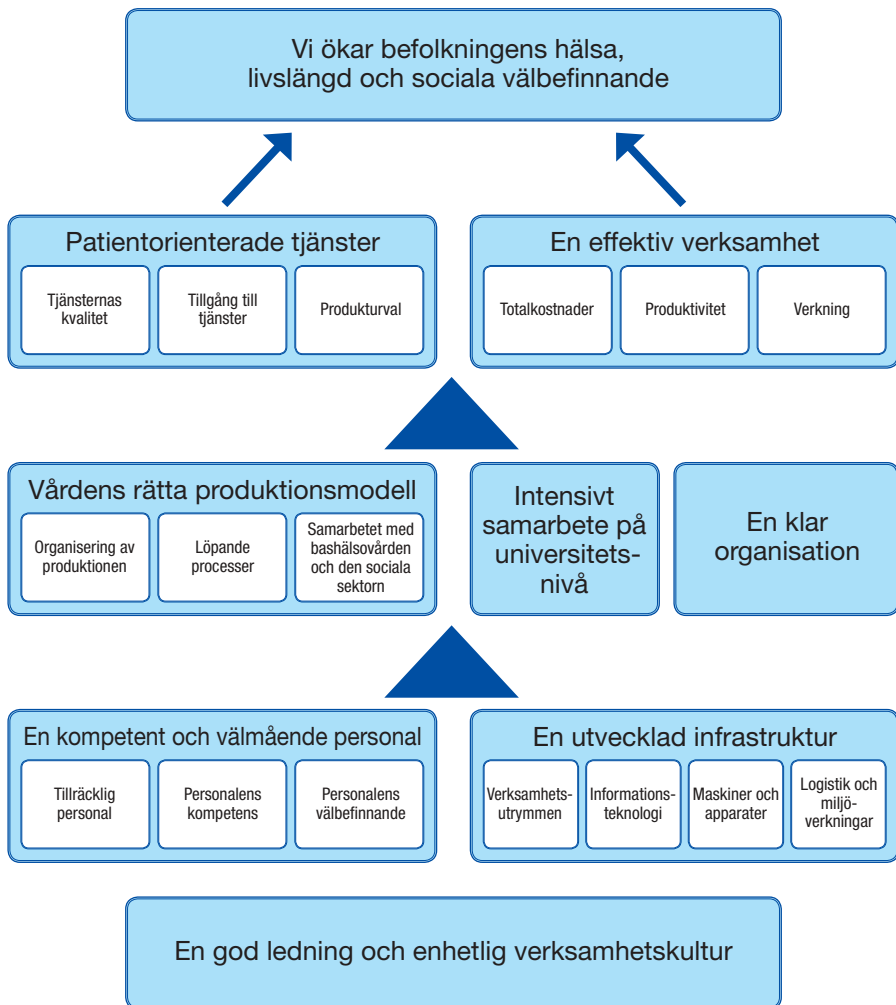 Vi ökar befolkningens hälsa,
livslängd och sociala välbefinnande
Patientorienterade tjänster
Tjänsternas
kvalitet
Tillgång till
tjänster
Produkturval
En effektiv verksamhet
Totalkostnader
Produktivitet
Verkning
Vårdens rätta produktionsmodell
Organisering av
produktionen
Löpande
processer
Samarbetet med
bashälsovården
och den sociala
sektorn
Intensivt
samarbete på
universitets-
nivå
En klar
organisation
En kompetent och välmående personal
Tillräcklig
personal
Personalens
kompetens
Personalens
välbefinnande
En utvecklad infrastruktur
Verksamhets-
utrymmen
Informations-
teknologi
Maskiner och
apparater
Logistik och
miljö-
verkningar
En god ledning och enhetlig verksamhetskultur